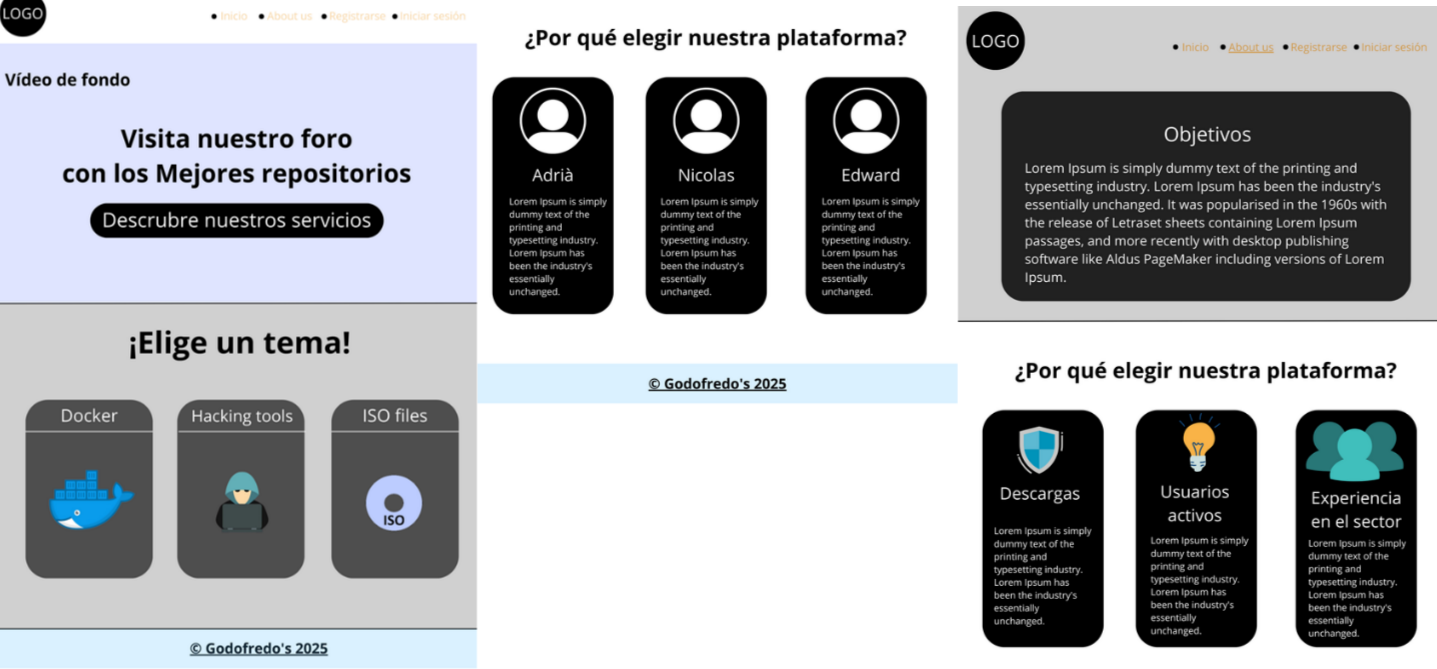 LOGO
Inicio
About us
Registrarse
Iniciar sesión
Vídeo de fondo
Visita nuestro foro
con los Mejores repositorios
Descrubre nuestros servicios
¡Elige un tema!
Docker
Hacking tools
ISO files
ISO
© Godofredo's 2025
¿Por qué elegir nuestra plataforma?
Adrià
Lorem Ipsum is simply
dummy text of the
printing and
typesetting industry.
Lorem Ipsum has
been the industry's
essentially
unchanged.
Nicolas
Lorem Ipsum is simply
dummy text of the
printing and
typesetting industry.
Lorem Ipsum has
been the industry's
essentially
unchanged.
Edward
Lorem Ipsum is simply
dummy text of the
printing and
typesetting industry.
Lorem Ipsum has
been the industry's
essentially
unchanged.
© Godofredo's 2025
LOGO
Inicio
About us
Registrarse
Iniciar sesión
Objetivos
Lorem Ipsum is simply dummy text of the printing and
typesetting industry. Lorem Ipsum has been the industry's
essentially unchanged. It was popularised in the 1960s with
the release of Letraset sheets containing Lorem Ipsum
passages, and more recently with desktop publishing
software like Aldus PageMaker including versions of Lorem
Ipsum.
¿Por qué elegir nuestra plataforma?
Descargas
Lorem Ipsum is simply
dummy text of the
printing and
typesetting industry.
Lorem Ipsum has
been the industry's
essentially
unchanged.
Usuarios
activos
Lorem Ipsum is simply
dummy text of the
printing and
typesetting industry.
Lorem Ipsum has
been the industry's
essentially
unchanged.
Experiencia
en el sector
Lorem Ipsum is simply
dummy text of the
printing and
typesetting industry.
Lorem Ipsum has
been the industry's
essentially
unchanged.